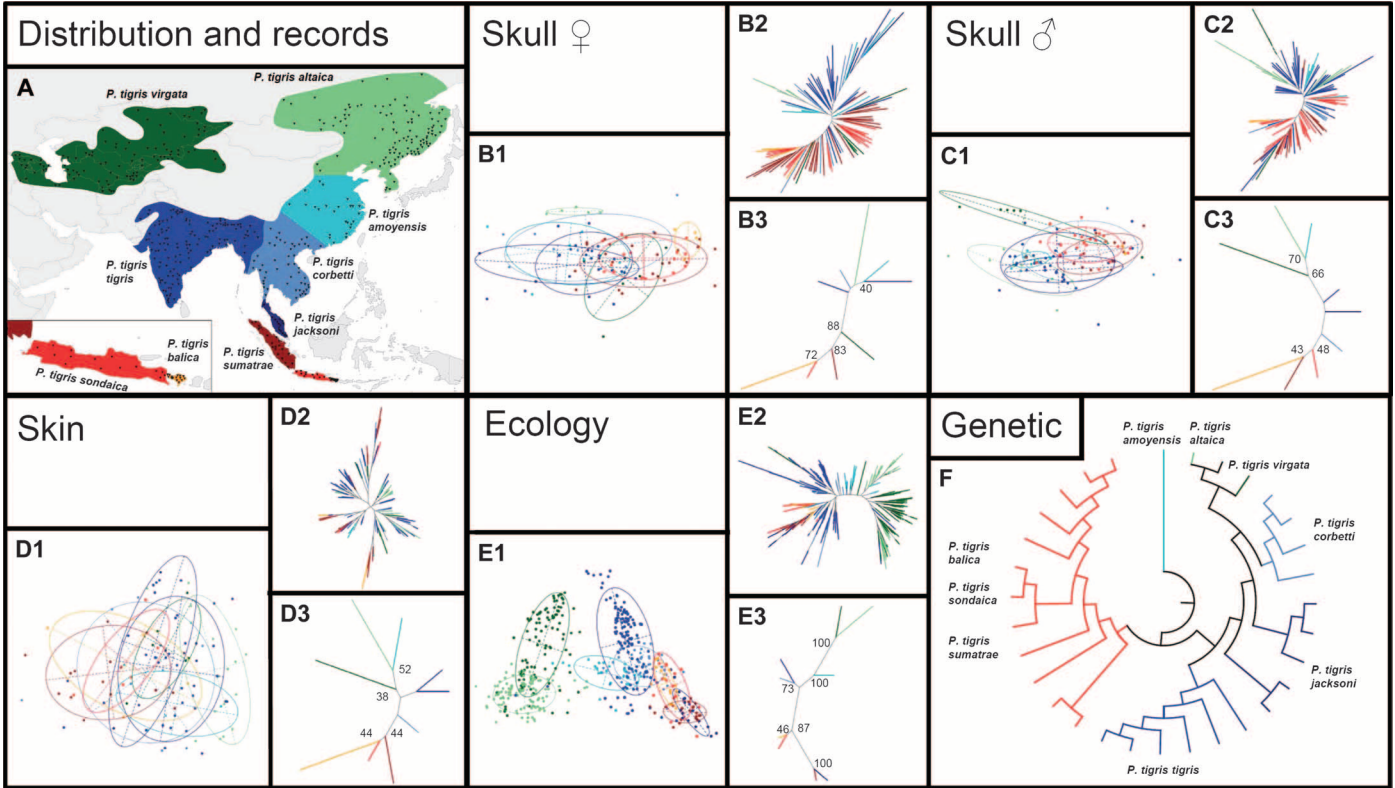 Distribution and records
A
P. tigris altaica
P. tigris virgata
P. tigris
amoyensis
P. tigris
corbetti
P. tigris
tigris
P. tigris
jacksoni
P. tigris
balica
P. tigris
sumatrae
P. tigris sondaica
Skull ♀
B1
B2
B3
40
88
72
83
Skull ♂
C1
C2
C3
70
66
43
48
Skin
D1
D2
D3
52
38
44
44
Ecology
E1
E2
E3
100
100
73
46
87
100
Genetic
F
P. tigris
amoyensis
P. tigris
altaica
P. tigris virgata
P. tigris
corbetti
P. tigris
balica
P. tigris
sondaica
P. tigris
sumatrae
P. tigris
jacksoni
P. tigris tigris